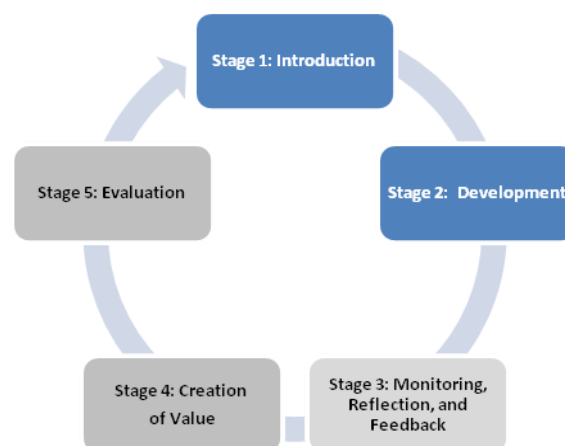 Stage 1: Introduction
Stage 2: Development
Stage 3: Monitoring,
Reflection, and
Feedback
Stage 4: Creation
of Value
Stage 5: Evaluation